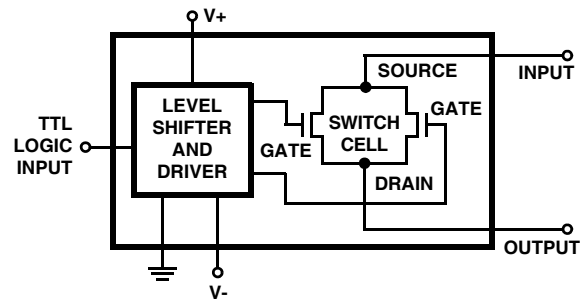 V+
SOURCE
INPUT
LEVEL
SHIFTER
AND
DRIVER
TTL
LOGIC
INPUT
GATE
SWITCH
CELL
GATE
DRAIN
OUTPUT
V-